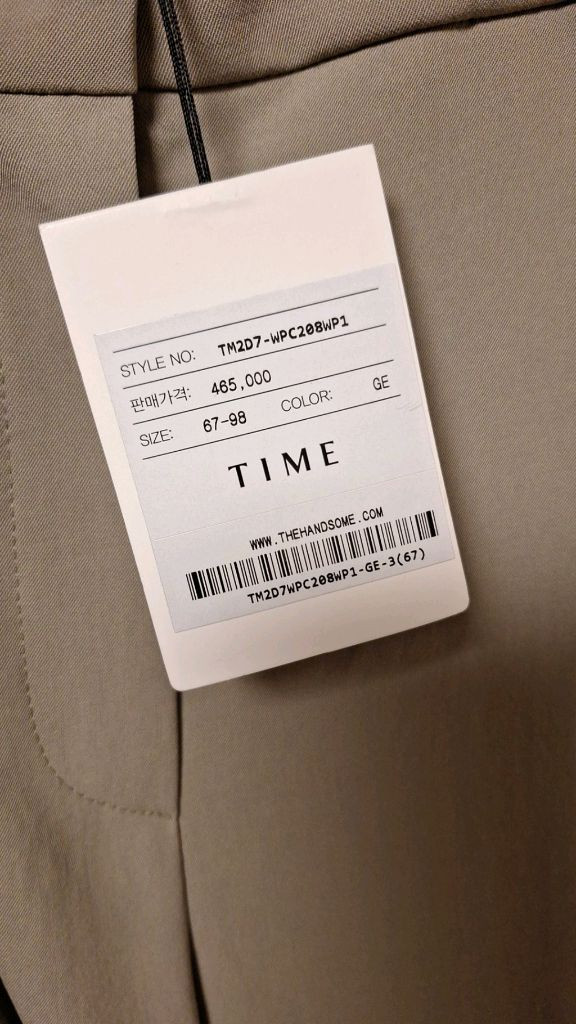 STYLE NO: TM2D7-WPC208WP1
판매가격: 465,000
SIZE: 67-98 COLOR: GE
TIME
WWW.THEHANDSOME.COM
TM2D7WPC208WP1-GE-3(67)